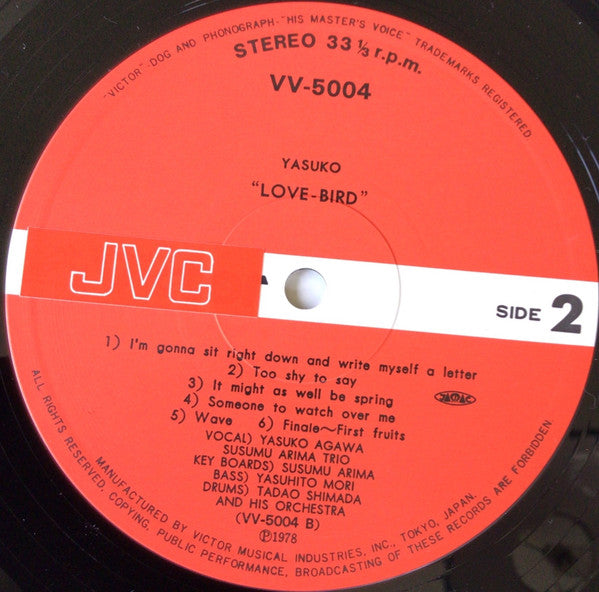 "VICTOR"-DOG AND PHONOGRAPH-"HIS MASTER'S VOICE" TRADEMARKS REGISTERED
STEREO 33 1/3 r.p.m.
VV-5004
YASUKO
"LOVE-BIRD"
JVC
SIDE 2
1) I'm gonna sit right down and write myself a letter
2) Too shy to say
3) It might as well be spring
4) Someone to watch over me
5) Wave 6) Finale~First fruits
JASRAC
VOCAL) YASUKO AGAWA
SUSUMU ARIMA TRIO
KEY BOARDS) SUSUMU ARIMA
BASS) YASUHITO MORI
DRUMS) TADAO SHIMADA
AND HIS ORCHESTRA
(VV-5004 B)
Ⓟ1978
MANUFACTURED BY VICTOR MUSICAL INDUSTRIES, INC., TOKYO, JAPAN.
ALL RIGHTS RESERVED. COPYING, PUBLIC PERFORMANCE, BROADCASTING OF THESE RECORDS ARE FORBIDDEN.